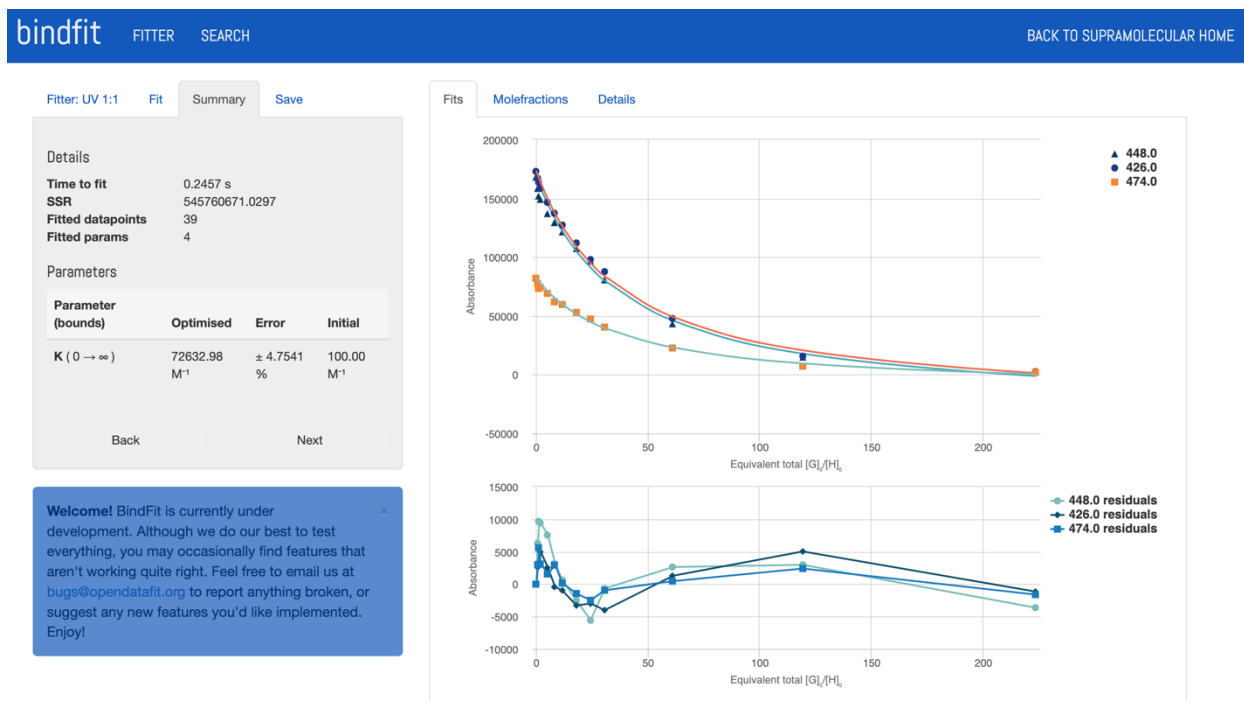 bindfit FITTER SEARCH BACK TO SUPRAMOLECULAR HOME
Fitter: UV 1:1 Fit Summary Save
Details
Time to fit 0.2457 s
SSR 545760671.0297
Fitted datapoints 39
Fitted params 4
Parameters
Parameter
(bounds) Optimised Error Initial
K ( 0 → ∞ ) 72632.98 ± 4.7541 100.00
M⁻¹ % M⁻¹
Back Next
Welcome! BindFit is currently under ×
development. Although we do our best to test
everything, you may occasionally find features that
aren't working quite right. Feel free to email us at
bugs@opendatafit.org to report anything broken, or
suggest any new features you'd like implemented.
Enjoy!
Fits Molefractions Details
200000
150000
100000
50000
0
-50000
Absorbance
0 50 100 150 200
Equivalent total [G]₀/[H]₀
448.0
426.0
474.0
15000
10000
5000
0
-5000
-10000
Absorbance
0 50 100 150 200
Equivalent total [G]₀/[H]₀
448.0 residuals
426.0 residuals
474.0 residuals